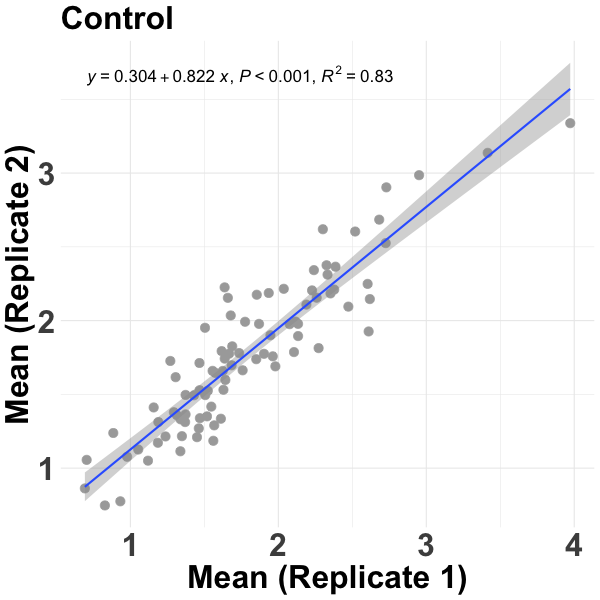 Control
y = 0.304 + 0.822 x, P < 0.001, R² = 0.83
Mean (Replicate 2)
3
2
1
1 2 3 4
Mean (Replicate 1)